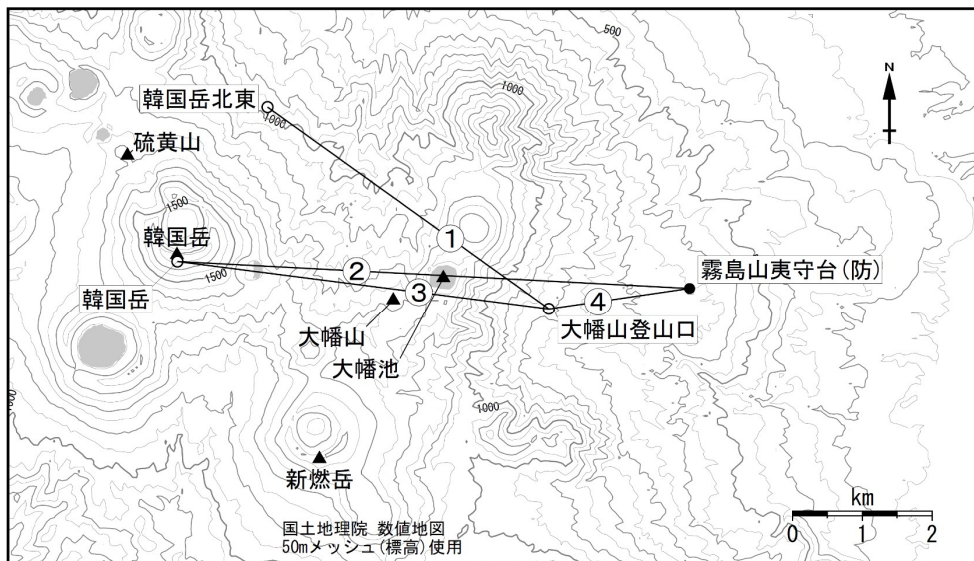 500
N
1000
韓国岳北東
1000
硫黄山
1500
韓国岳
①
1500
②
霧島山夷守台(防)
韓国岳
③
④
大幡山登山口
大幡山
大幡池
1000
1000
新燃岳
km
国土地理院 数値地図
50mメッシュ(標高)使用
0 1 2